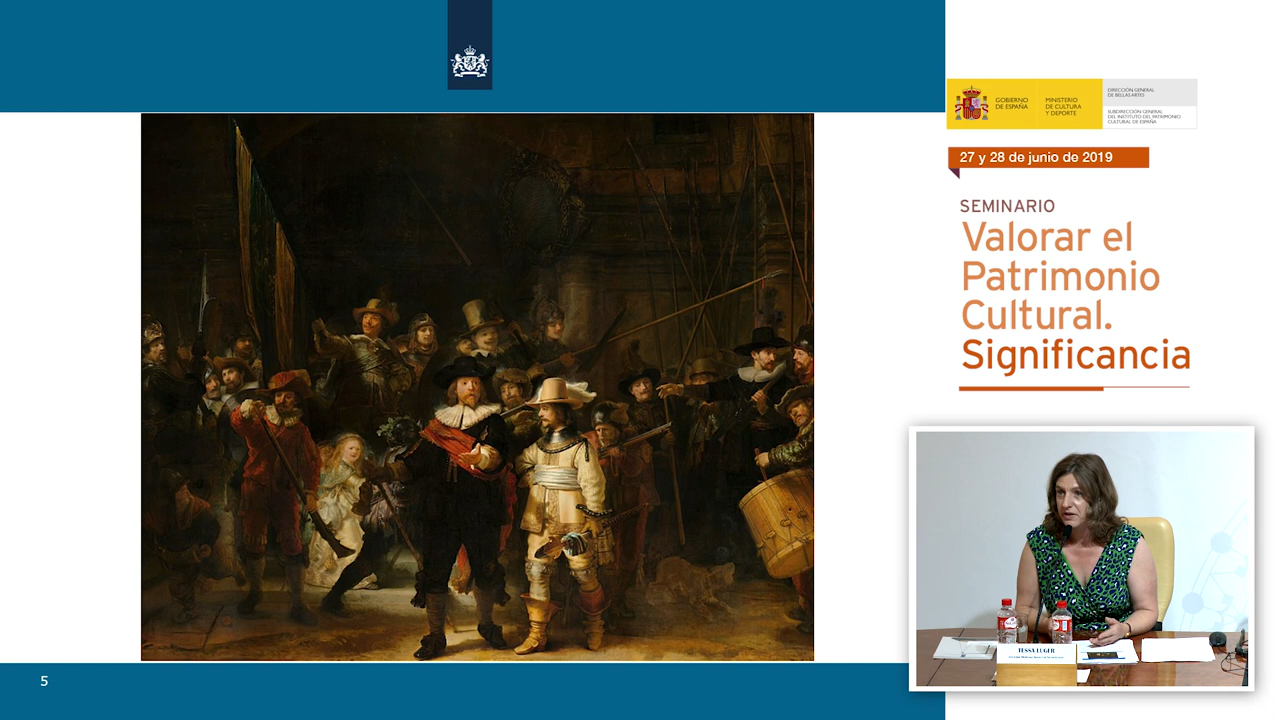 GOBIERNO
DE ESPAÑA
MINISTERIO
DE CULTURA
Y DEPORTE
DIRECCIÓN GENERAL
DE BELLAS ARTES
SUBDIRECCIÓN GENERAL
DEL INSTITUTO DEL PATRIMONIO
CULTURAL DE ESPAÑA
27 y 28 de junio de 2019
SEMINARIO
Valorar el
Patrimonio
Cultural.
Significancia
TESSA LUGER
5